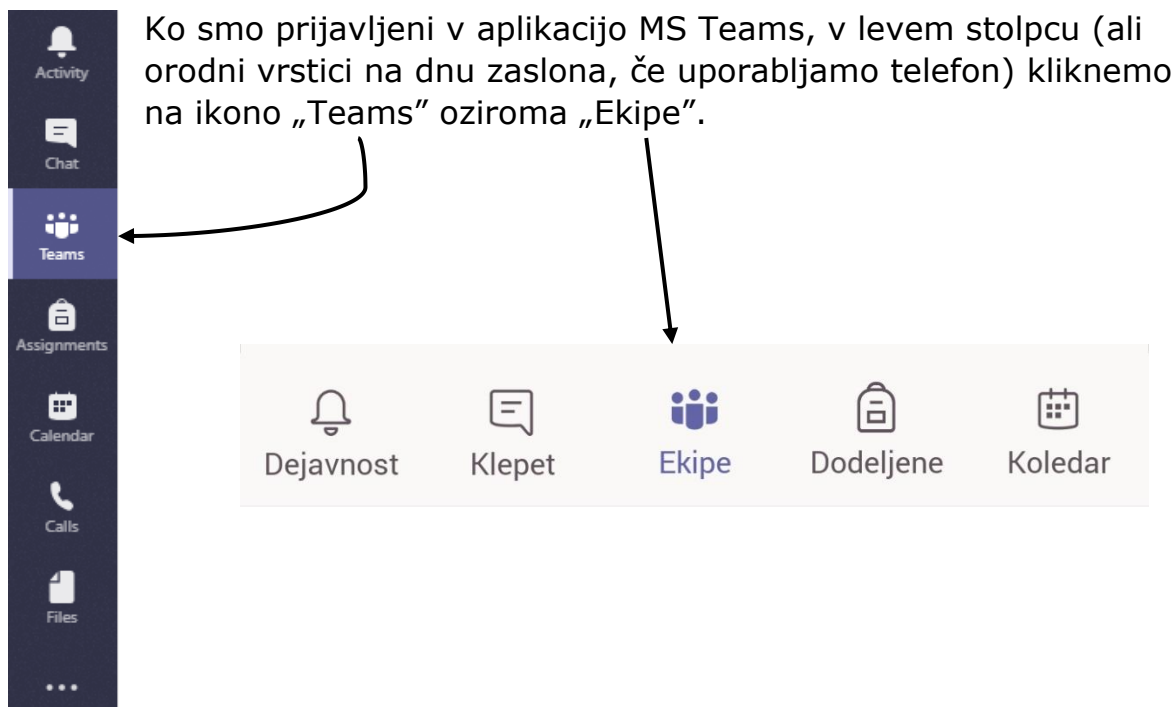 Ko smo prijavljeni v aplikacijo MS Teams, v levem stolpcu (ali
orodni vrstici na dnu zaslona, če uporabljamo telefon) kliknemo
na ikono „Teams” oziroma „Ekipe”.
Activity
Chat
Teams
Assignments
Calendar
Calls
Files
Dejavnost
Klepet
Ekipe
Dodeljene
Koledar